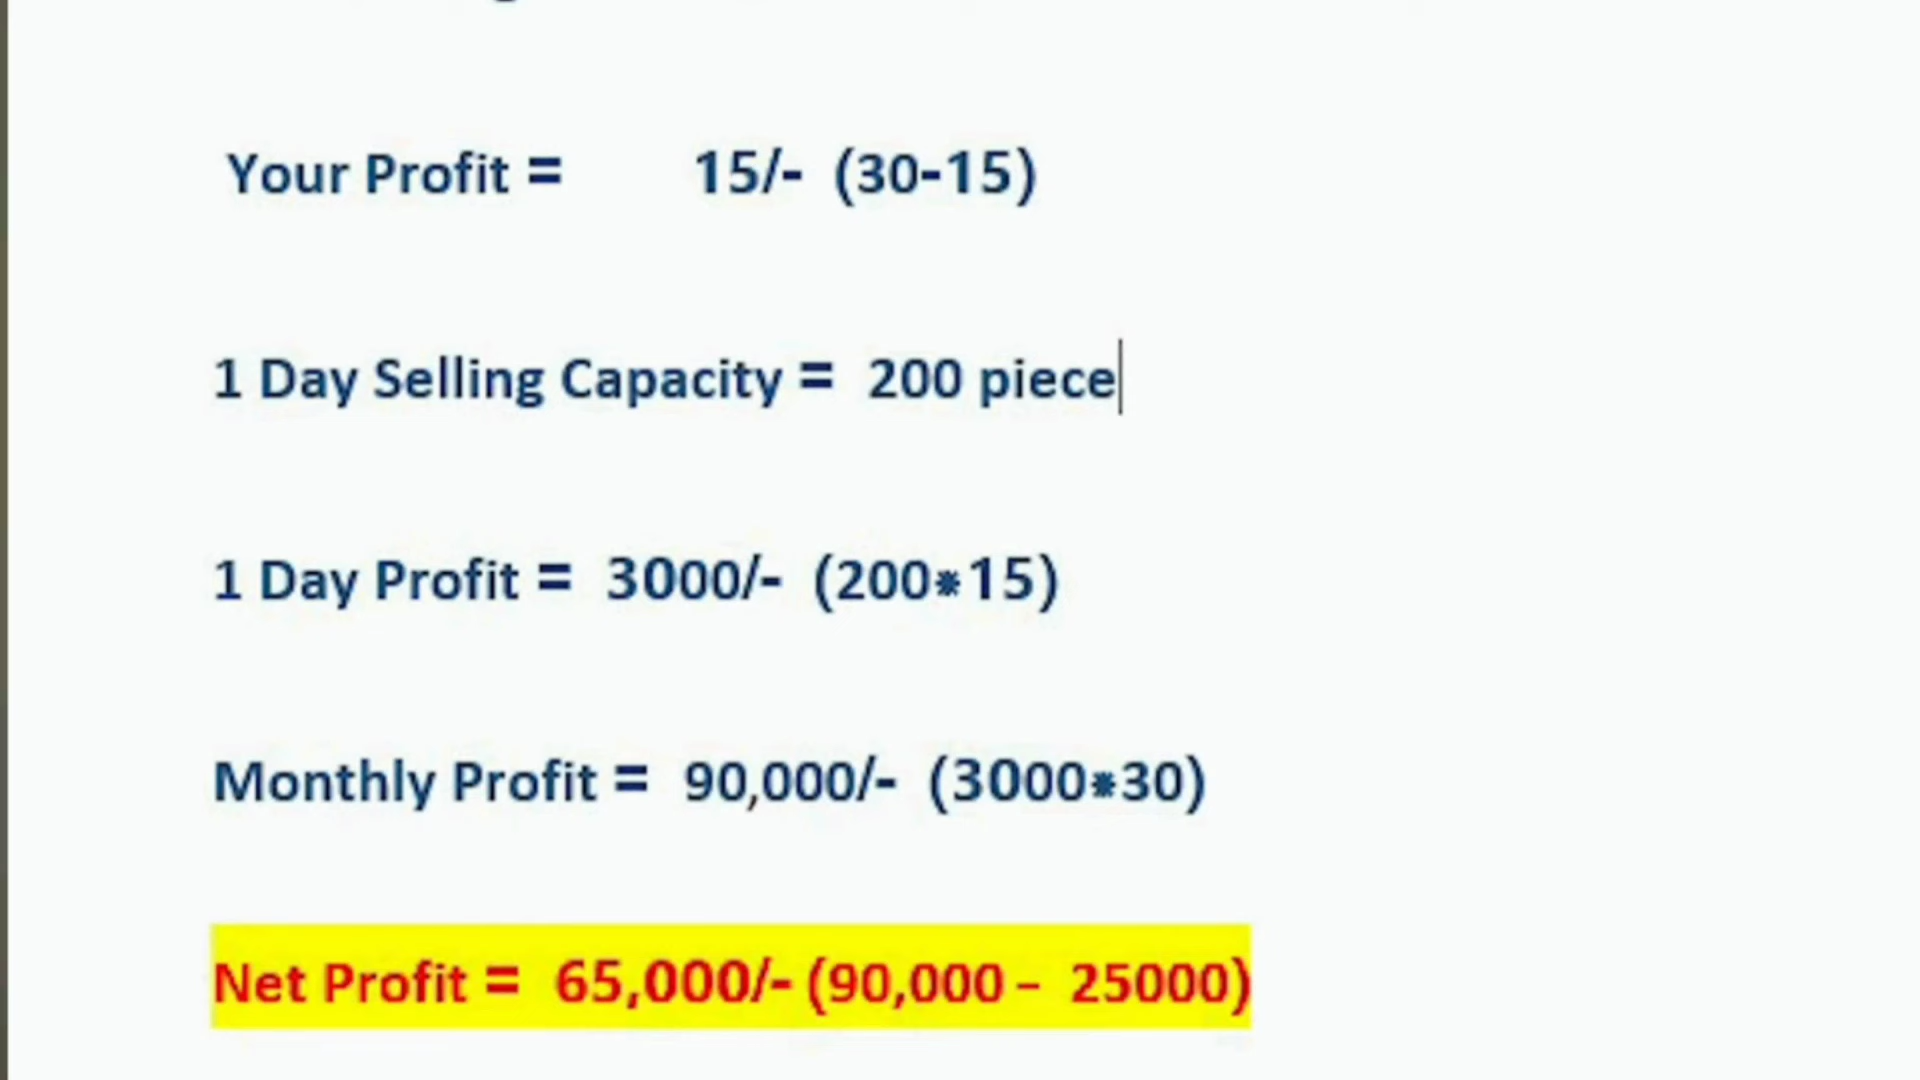 Your Profit = 15/- (30-15)
1 Day Selling Capacity = 200 piece
1 Day Profit = 3000/- (200*15)
Monthly Profit = 90,000/- (3000*30)
Net Profit = 65,000/- (90,000 – 25000)